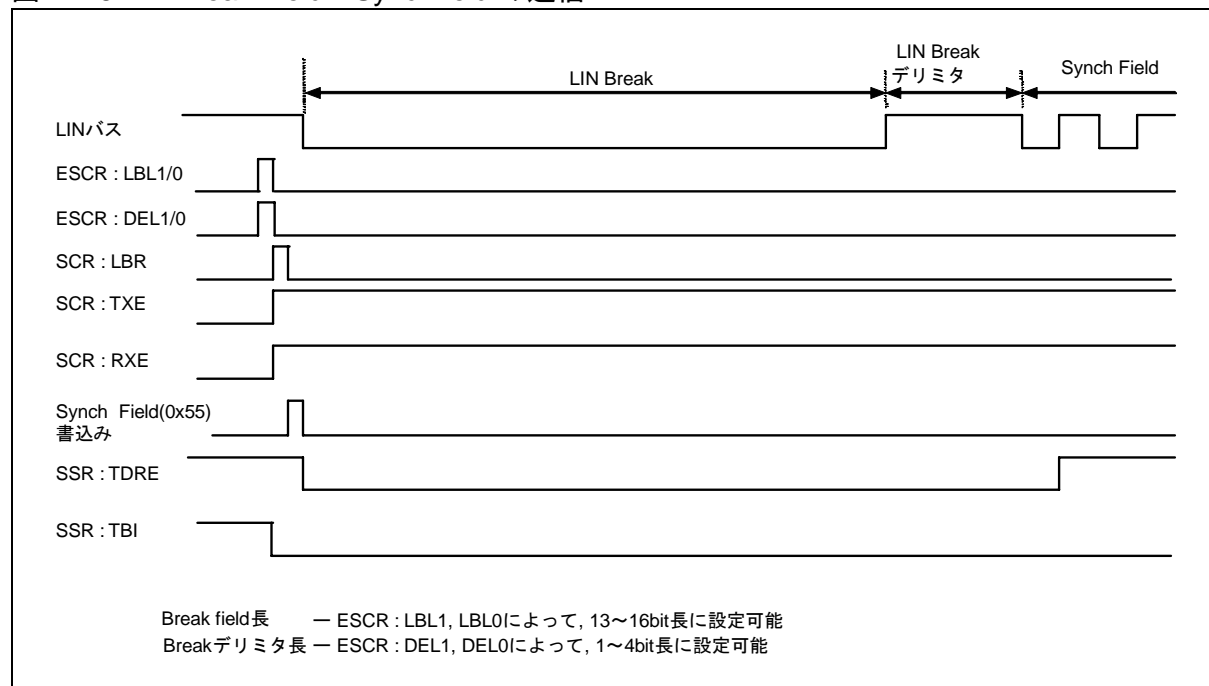 LIN Break
LIN Break
デリミタ
Synch Field
LINバス
ESCR : LBL1/0
ESCR : DEL1/0
SCR : LBR
SCR : TXE
SCR : RXE
Synch Field(0x55)
書込み
SSR : TDRE
SSR : TBI
Break field長 ー ESCR : LBL1, LBL0によって, 13～16bit長に設定可能
Breakデリミタ長 ー ESCR : DEL1, DEL0によって, 1～4bit長に設定可能